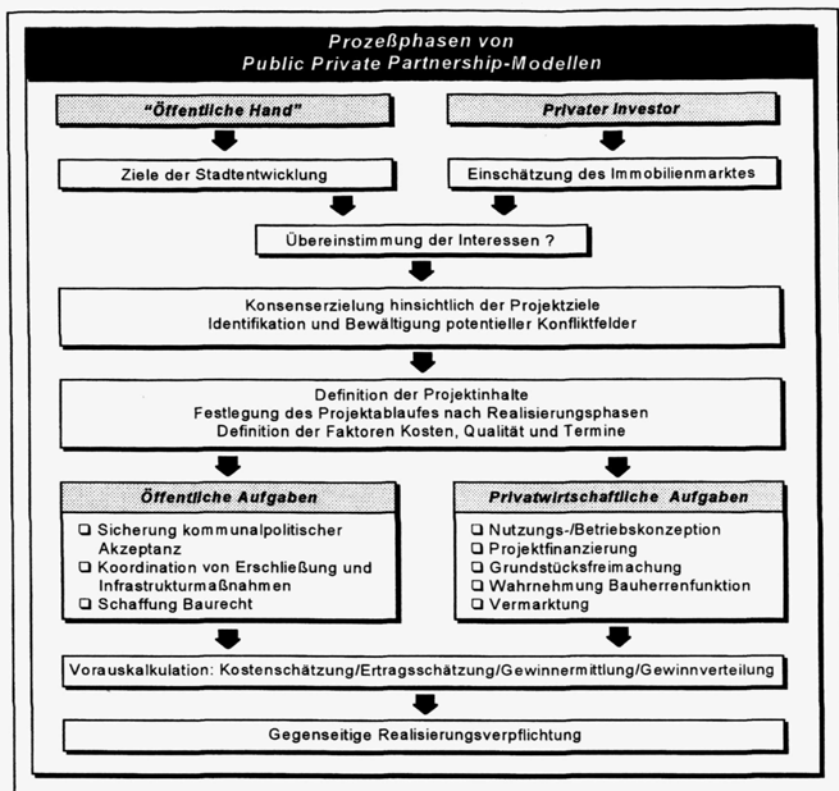 Prozeßphasen von
Public Private Partnership-Modellen
"Öffentliche Hand"
Privater Investor
Ziele der Stadtentwicklung
Einschätzung des Immobilienmarktes
Übereinstimmung der Interessen ?
Konsenserzielung hinsichtlich der Projektziele
Identifikation und Bewältigung potentieller Konfliktfelder
Definition der Projektinhalte
Festlegung des Projektablaufes nach Realisierungsphasen
Definition der Faktoren Kosten, Qualität und Termine
Öffentliche Aufgaben
❑ Sicherung kommunalpolitischer
Akzeptanz
❑ Koordination von Erschließung und
Infrastrukturmaßnahmen
❑ Schaffung Baurecht
Privatwirtschaftliche Aufgaben
❑ Nutzungs-/Betriebskonzeption
❑ Projektfinanzierung
❑ Grundstücksfreimachung
❑ Wahrnehmung Bauherrenfunktion
❑ Vermarktung
Vorauskalkulation: Kostenschätzung/Ertragsschätzung/Gewinnermittlung/Gewinnverteilung
Gegenseitige Realisierungsverpflichtung